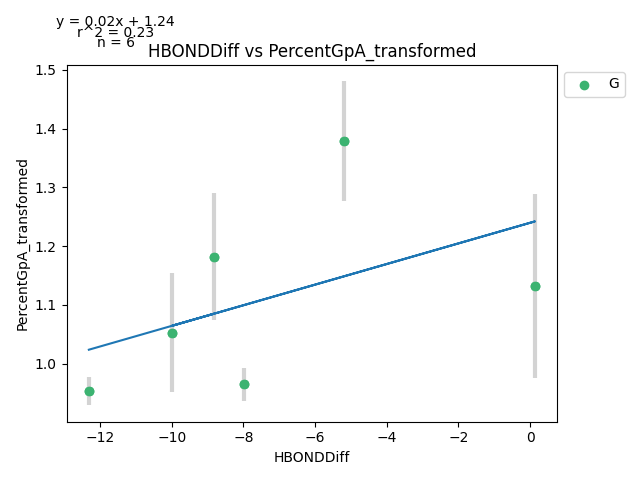 y = 0.02x + 1.24
r^2 = 0.23
n = 6
HBONDDiff vs PercentGpA_transformed
G
PercentGpA_transformed
1.5
1.4
1.3
1.2
1.1
1.0
−12
−10
−8
−6
−4
−2
0
HBONDDiff